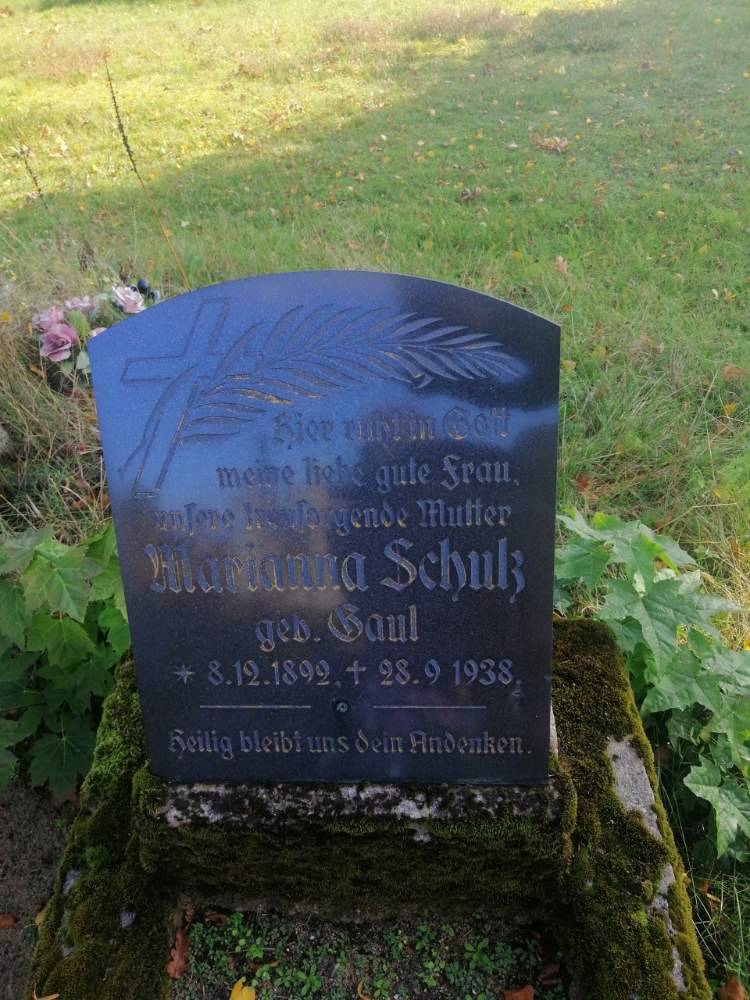 Hier ruht in Gott
meine liebe gute Frau,
unsere treusorgende Mutter
Marianna Schulz
geb. Gaul
* 8.12.1892, † 28.9 1938.
Heilig bleibt uns dein Andenken.